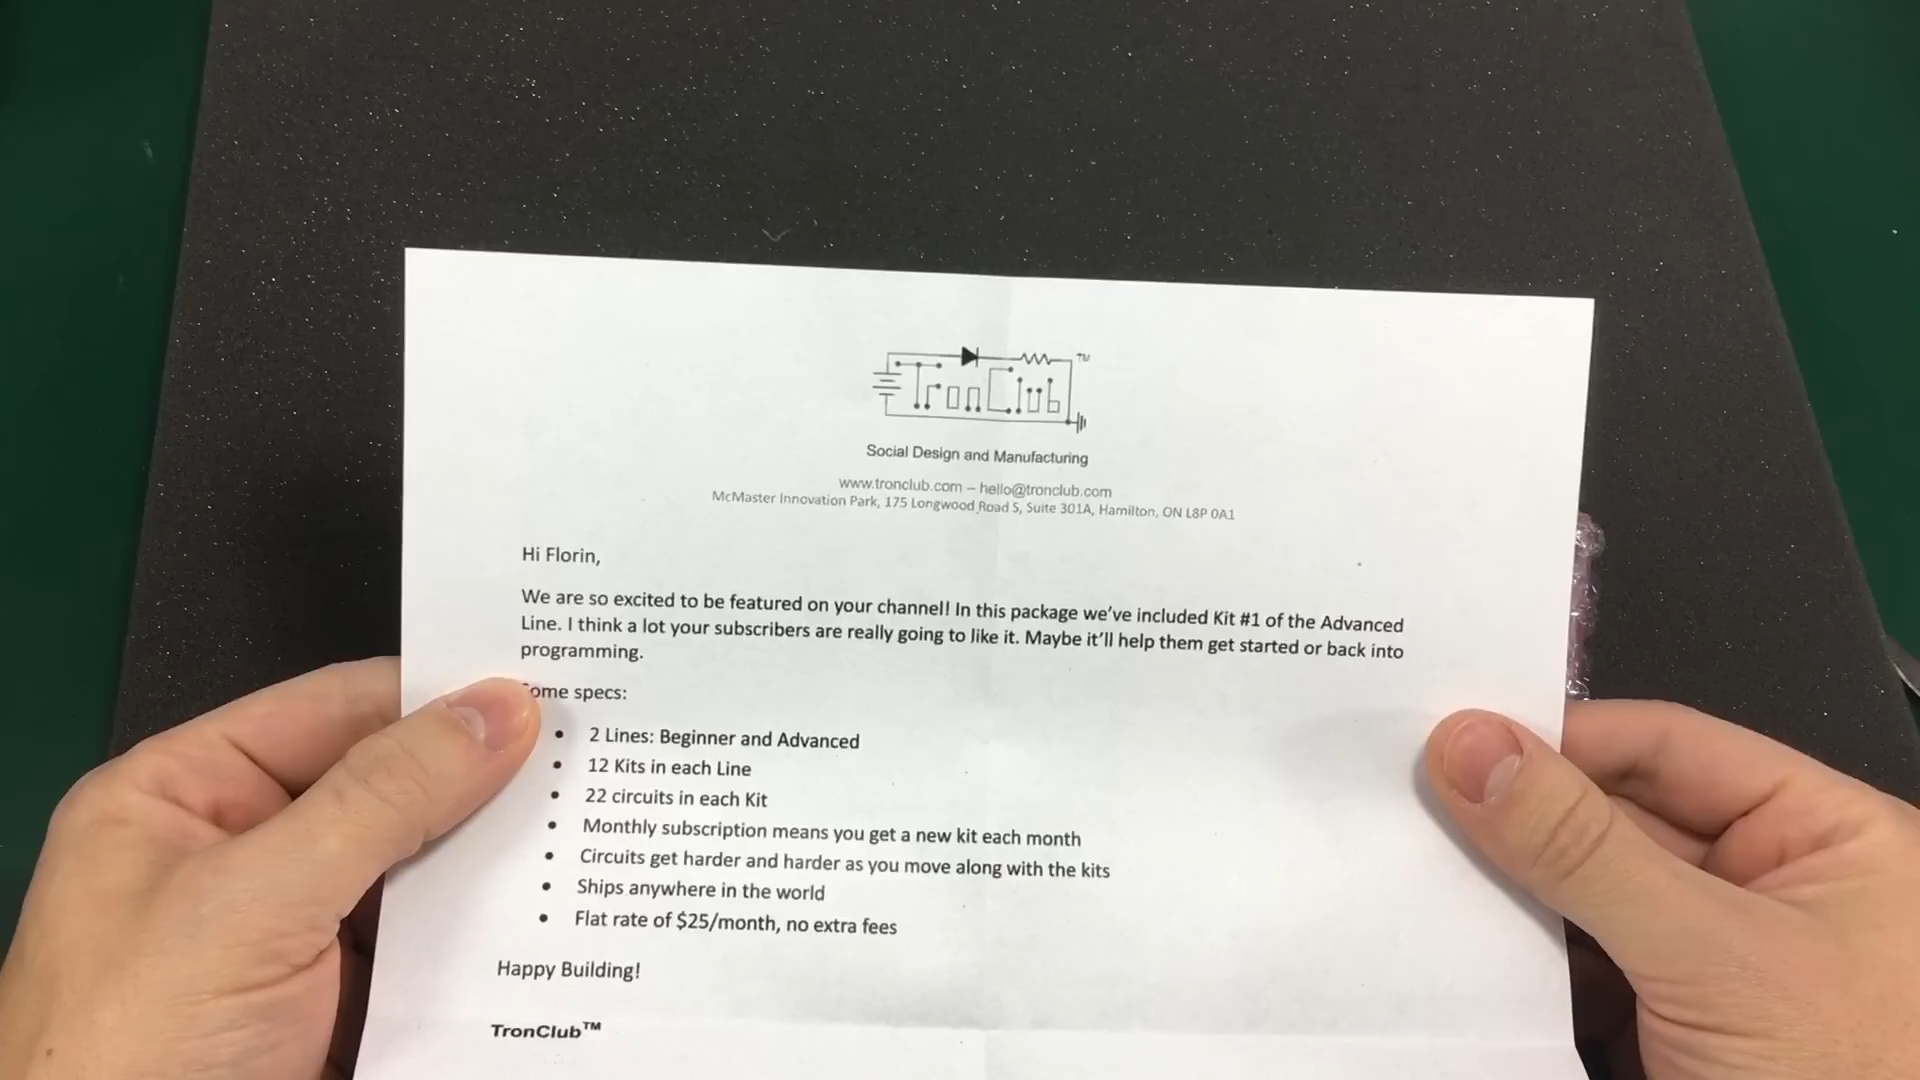 TronClub™
Social Design and Manufacturing
www.tronclub.com – hello@tronclub.com
McMaster Innovation Park, 175 Longwood Road S, Suite 301A, Hamilton, ON L8P 0A1
Hi Florin,
We are so excited to be featured on your channel! In this package we've included Kit #1 of the Advanced
Line. I think a lot your subscribers are really going to like it. Maybe it'll help them get started or back into
programming.
Some specs:
• 2 Lines: Beginner and Advanced
• 12 Kits in each Line
• 22 circuits in each Kit
• Monthly subscription means you get a new kit each month
• Circuits get harder and harder as you move along with the kits
• Ships anywhere in the world
• Flat rate of $25/month, no extra fees
Happy Building!
TronClub™